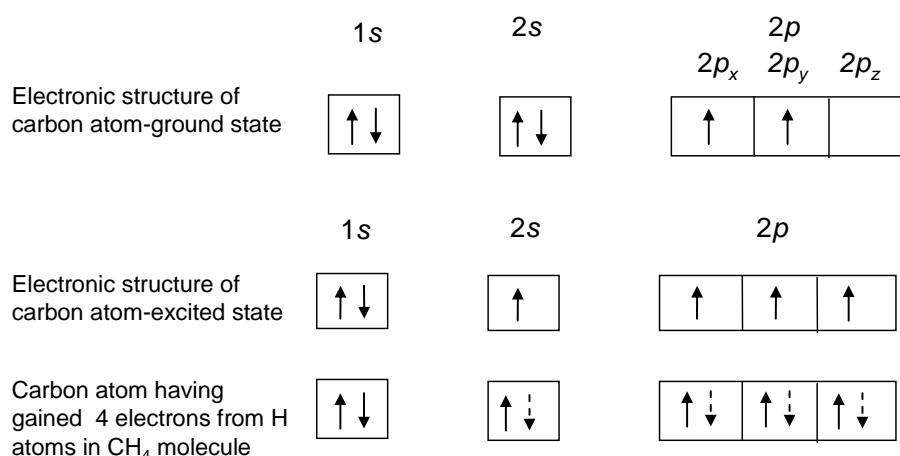 1s 2s 2p
2px 2py 2pz
Electronic structure of
carbon atom-ground state
1s 2s 2p
Electronic structure of
carbon atom-excited state
Carbon atom having
gained 4 electrons from H
atoms in CH4 molecule